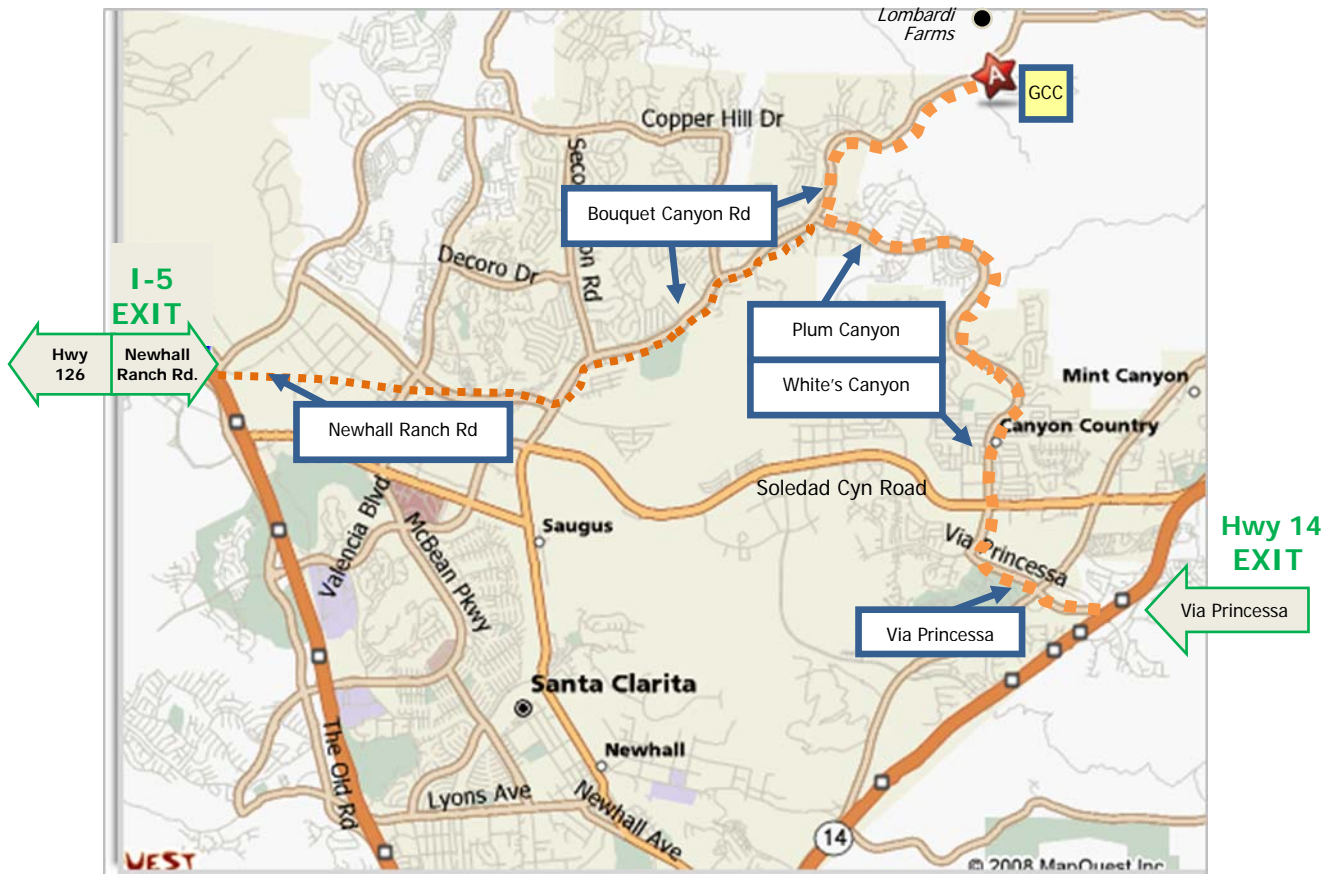 Lombardi
Farms
A
GCC
Copper Hill Dr
Bouquet Canyon Rd
Decoro Dr
I-5
EXIT
Hwy
126
Newhall
Ranch Rd.
Plum Canyon
White's Canyon
Mint Canyon
Newhall Ranch Rd
Canyon Country
Soledad Cyn Road
Valencia Blvd
McBean Pkwy
Saugus
Via Princessa
Hwy 14
EXIT
Via Princessa
Via Princessa
Santa Clarita
The Old Rd
Newhall
Lyons Ave
Newhall Ave
14
© 2008 MapQuest Inc